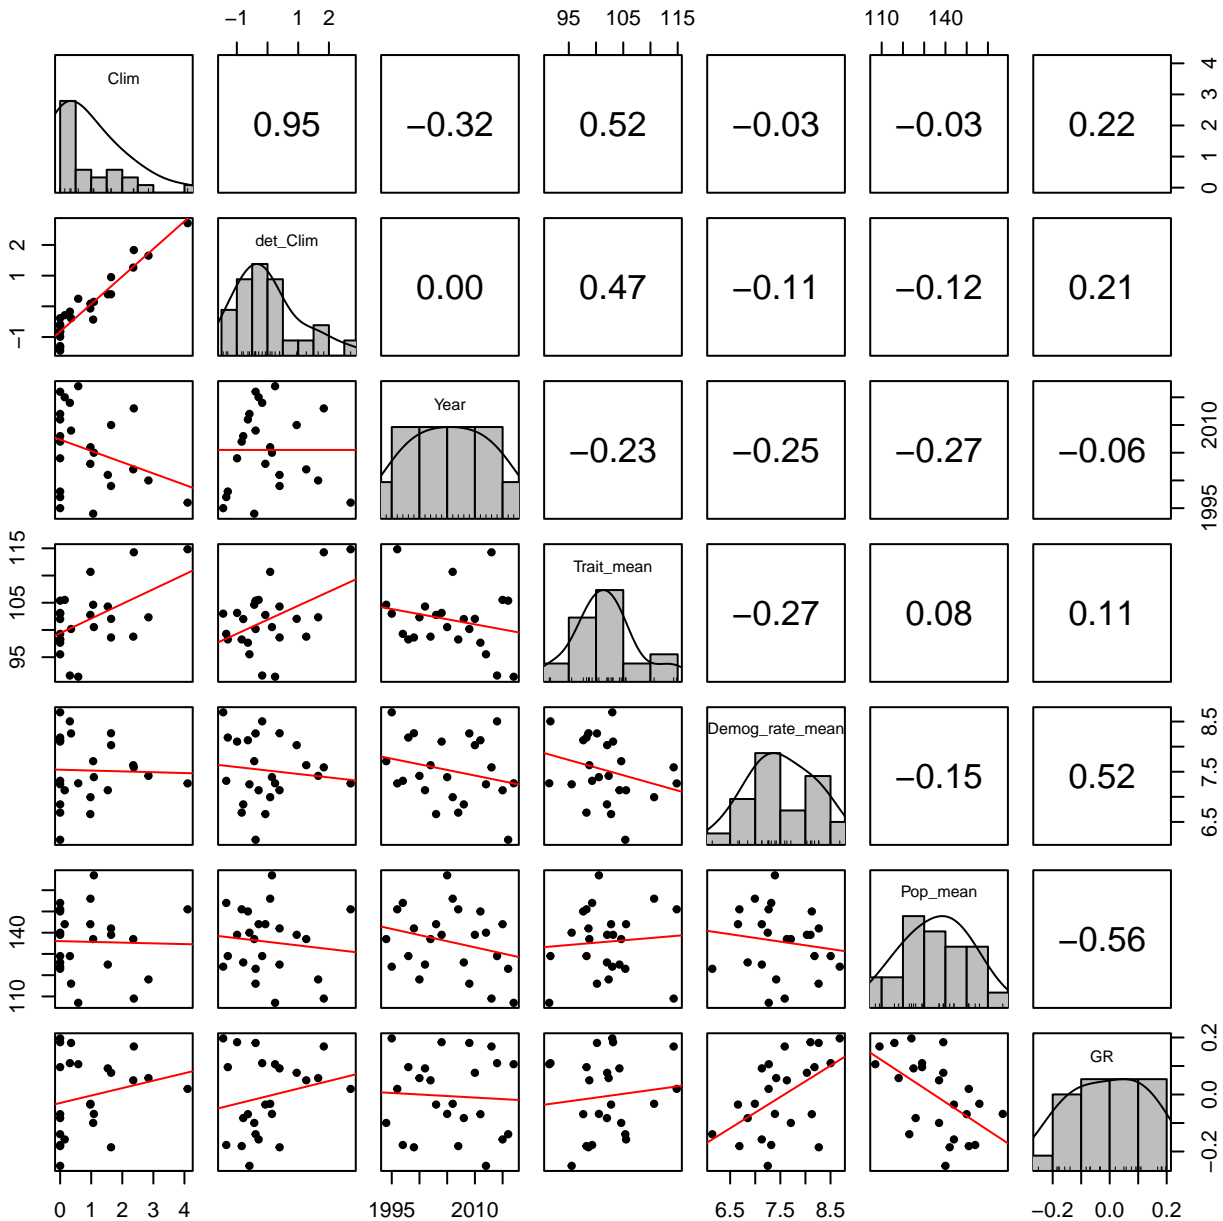 −1 1 2 95 105 115 110 140
Clim 0.95 −0.32 0.52 −0.03 −0.03 0.22
0 1 2 3 4
−1 1 2
det_Clim 0.00 0.47 −0.11 −0.12 0.21
Year −0.23 −0.25 −0.27 −0.06
1995 2010
95 105 115
Trait_mean −0.27 0.08 0.11
Demog_rate_mean −0.15 0.52
6.5 7.5 8.5
110 140
Pop_mean −0.56
GR
−0.2 0.0 0.2
0 1 2 3 4 1995 2010 6.5 7.5 8.5 −0.2 0.0 0.2